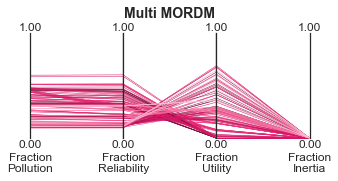 Multi MORDM
1.00 1.00 1.00 1.00
0.00 0.00 0.00 0.00
Fraction Fraction Fraction Fraction
Pollution Reliability Utility Inertia